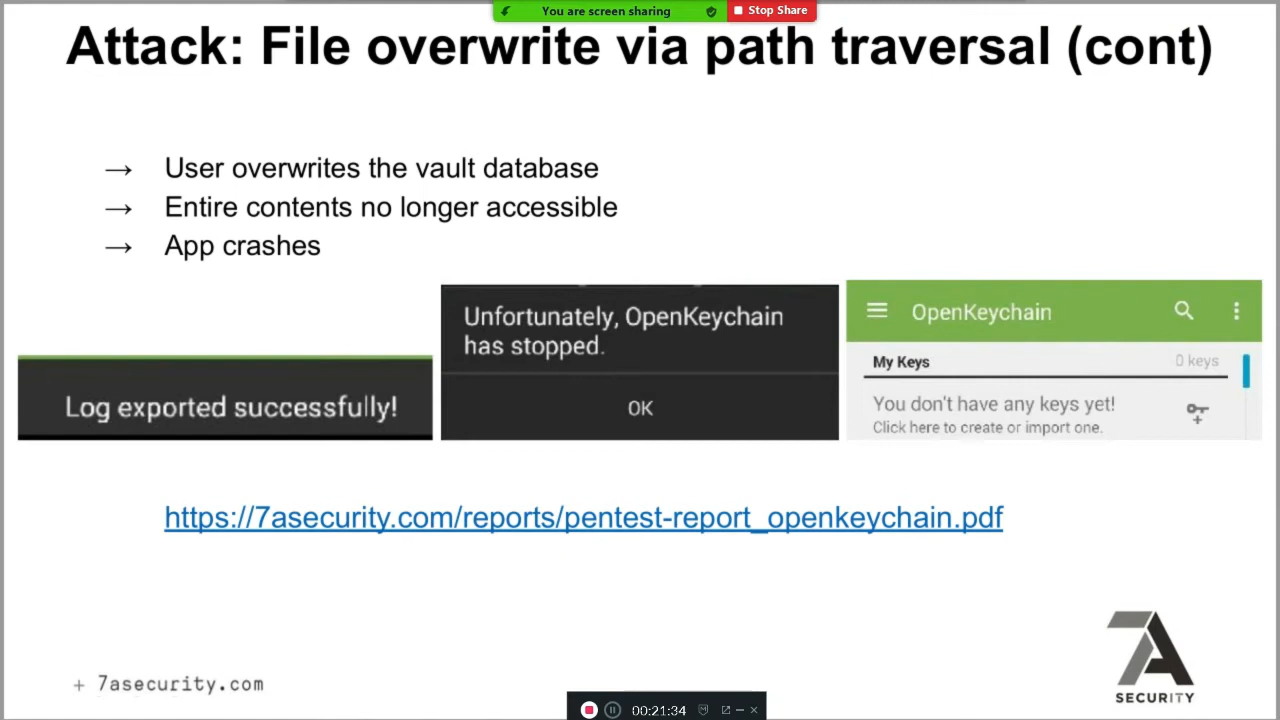 You are screen sharing
Stop Share
Attack: File overwrite via path traversal (cont)
→ User overwrites the vault database
→ Entire contents no longer accessible
→ App crashes
Log exported successfully!
Unfortunately, OpenKeychain
has stopped.
OK
OpenKeychain
My Keys
0 keys
You don't have any keys yet!
Click here to create or import one.
https://7asecurity.com/reports/pentest-report_openkeychain.pdf
+ 7asecurity.com
7A
SECURITY
00:21:34